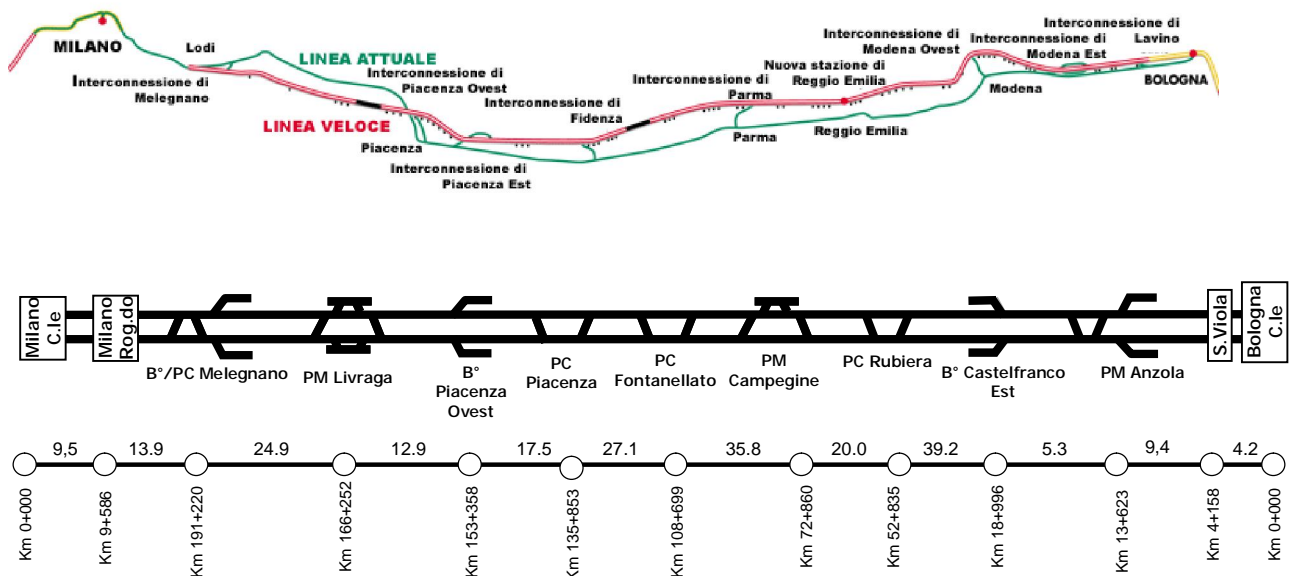 MILANO
Lodi
LINEA ATTUALE
Interconnessione di
Melegnano
Interconnessione di
Piacenza Ovest
LINEA VELOCE
Piacenza
Interconnessione di
Piacenza Est
Interconnessione di
Fidenza
Interconnessione di
Parma
Parma
Nuova stazione di
Reggio Emilia
Reggio Emilia
Interconnessione di
Modena Ovest
Interconnessione di
Modena Est
Modena
Interconnessione di
Lavino
BOLOGNA
Milano
C.le
Milano
Rog.do
B°/PC Melegnano
PM Livraga
B°
Piacenza
Ovest
PC
Piacenza
PC
Fontanellato
PM
Campegine
PC Rubiera
B° Castelfranco
Est
PM Anzola
S.Viola
Bologna
C.le
9,5 13.9 24.9 12.9 17.5 27.1 35.8 20.0 39.2 5.3 9,4 4.2
Km 0+000
Km 9+586
Km 191+220
Km 166+252
Km 153+358
Km 135+853
Km 108+699
Km 72+860
Km 52+835
Km 18+996
Km 13+623
Km 4+158
Km 0+000